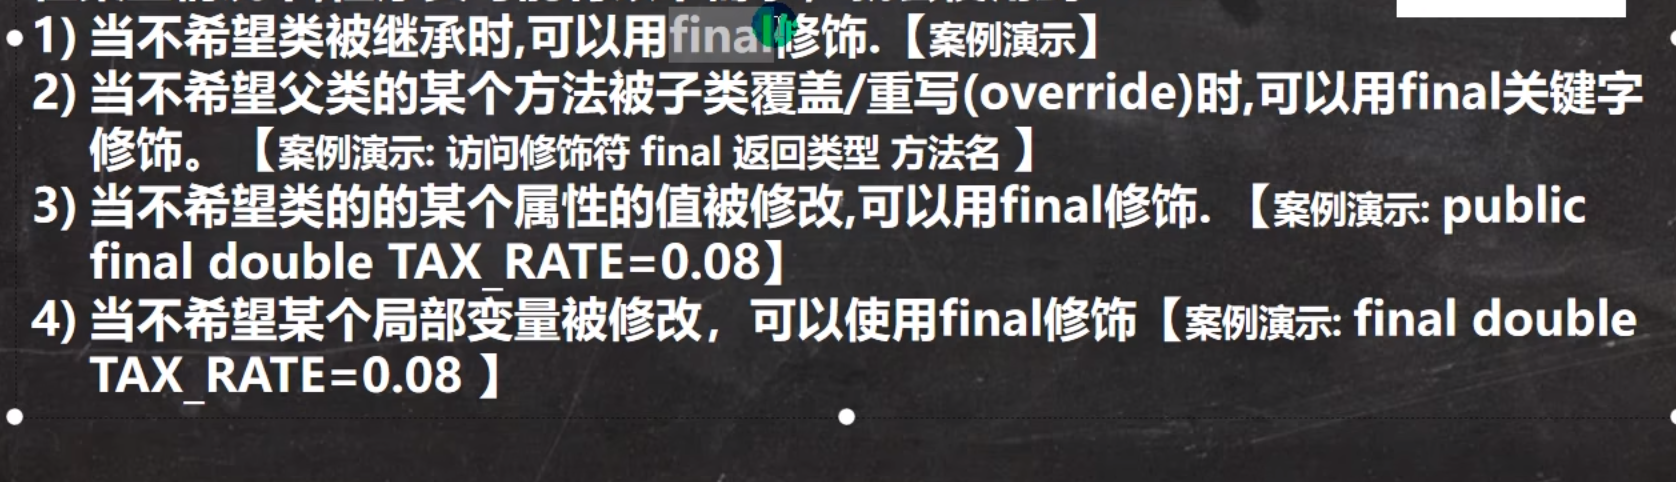 1) 当不希望类被继承时,可以用final修饰.【案例演示】
2) 当不希望父类的某个方法被子类覆盖/重写(override)时,可以用final关键字
修饰。 【案例演示: 访问修饰符 final 返回类型 方法名 】
3) 当不希望类的的某个属性的值被修改,可以用final修饰. 【案例演示: public
final double TAX_RATE=0.08】
4) 当不希望某个局部变量被修改，可以使用final修饰【案例演示: final double
TAX_RATE=0.08 】